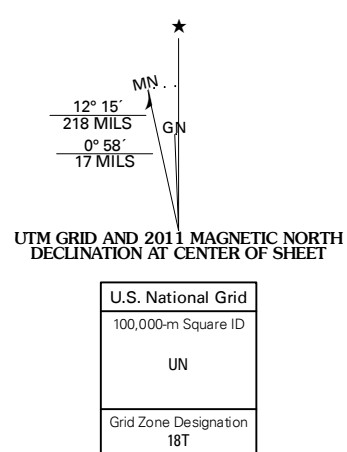 ★
MN
GN
12° 15´
218 MILS
0° 58´
17 MILS
UTM GRID AND 2011 MAGNETIC NORTH
DECLINATION AT CENTER OF SHEET
U.S. National Grid
100,000-m Square ID
UN
Grid Zone Designation
18T